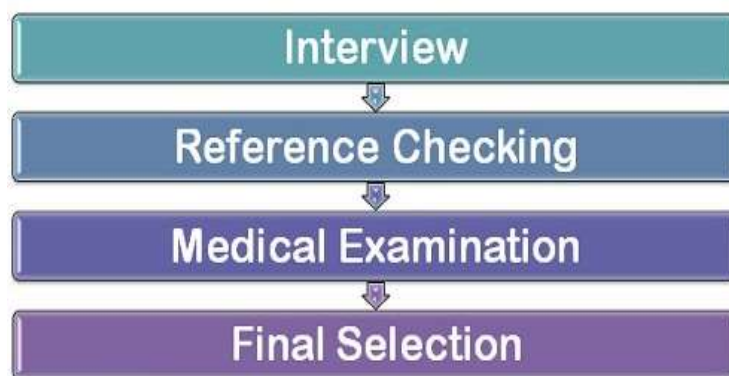 Interview
Reference Checking
Medical Examination
Final Selection